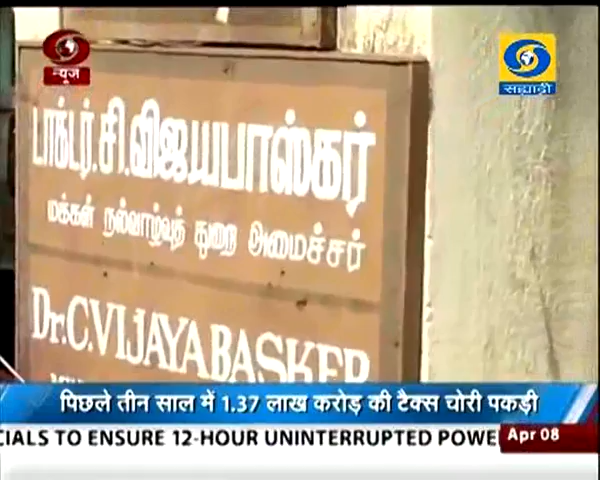 न्यूज़
सह्याद्री
டாக்டர்.சி.விஜயபாஸ்கர்
மக்கள் நல்வாழ்வுத் துறை அமைச்சர்
Dr.C.VIJAYABASKER
पिछले तीन साल में 1.37 लाख करोड़ की टैक्स चोरी पकड़ी
CIALS TO ENSURE 12-HOUR UNINTERRUPTED POWE
Apr 08